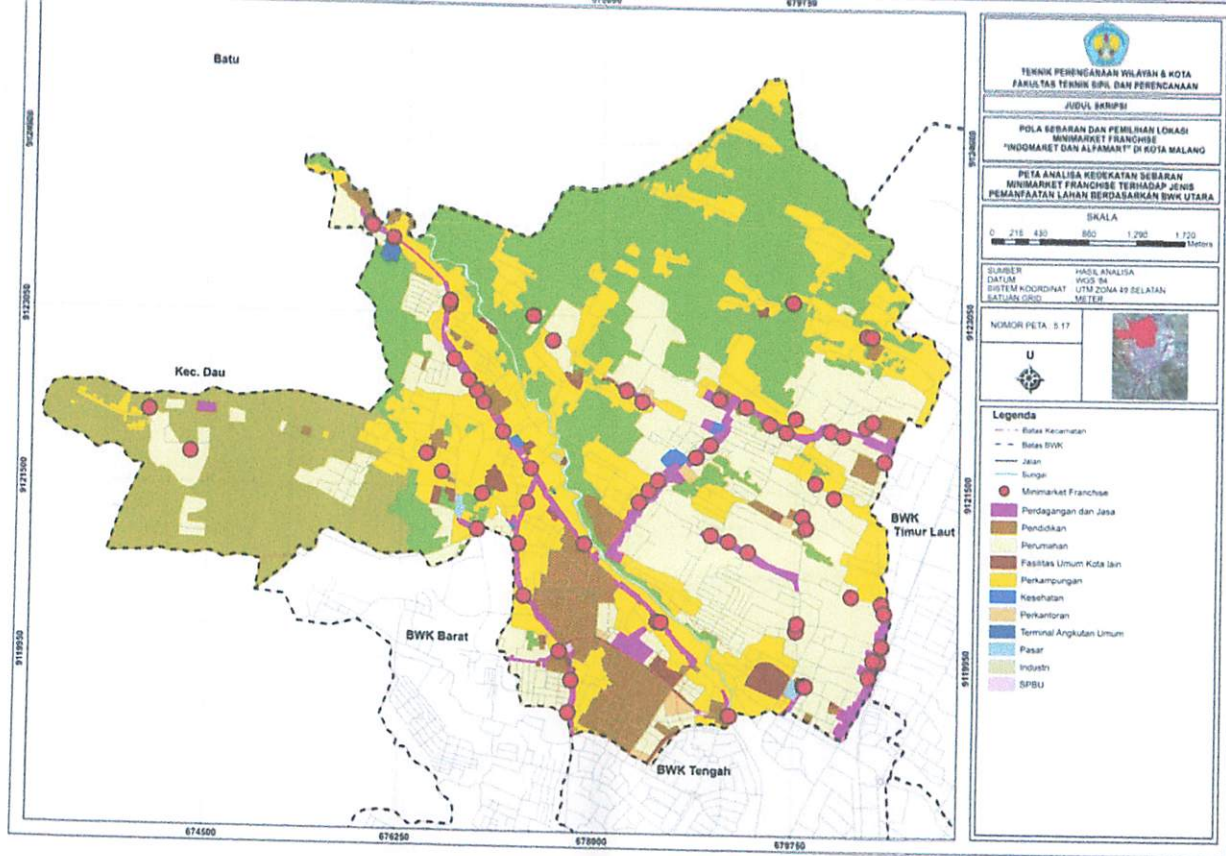 679750
Batu
Kec. Dau
BWK Timur Laut
BWK Barat
BWK Tengah
9123050
9121500
9119950
9123050
9121500
9119950
674500
676250
678000
679750
TEKNIK PERENCANAAN WILAYAH & KOTA
FAKULTAS TEKNIK SIPIL DAN PERENCANAAN
JUDUL SKRIPSI
POLA SEBARAN DAN PEMILIHAN LOKASI
MINIMARKET FRANCHISE
"INDOMARET DAN ALFAMART" DI KOTA MALANG
PETA ANALISA KEDEKATAN SEBARAN
MINIMARKET FRANCHISE TERHADAP JENIS
PEMANFAATAN LAHAN BERDASARKAN BWK UTARA
SKALA
0 215 430 860 1.290 1.720
Meters
SUMBER HASIL ANALISA
DATUM WGS '84
SISTEM KOORDINAT UTM ZONA 49 SELATAN
SATUAN GRID METER
NOMOR PETA : 5.17
U
Legenda
Batas Kecamatan
Batas BWK
Jalan
Sungai
Minimarket Franchise
Perdagangan dan Jasa
Pendidikan
Perumahan
Fasilitas Umum Kota lain
Perkampungan
Kesehatan
Perkantoran
Terminal Angkutan Umum
Pasar
Industri
SPBU